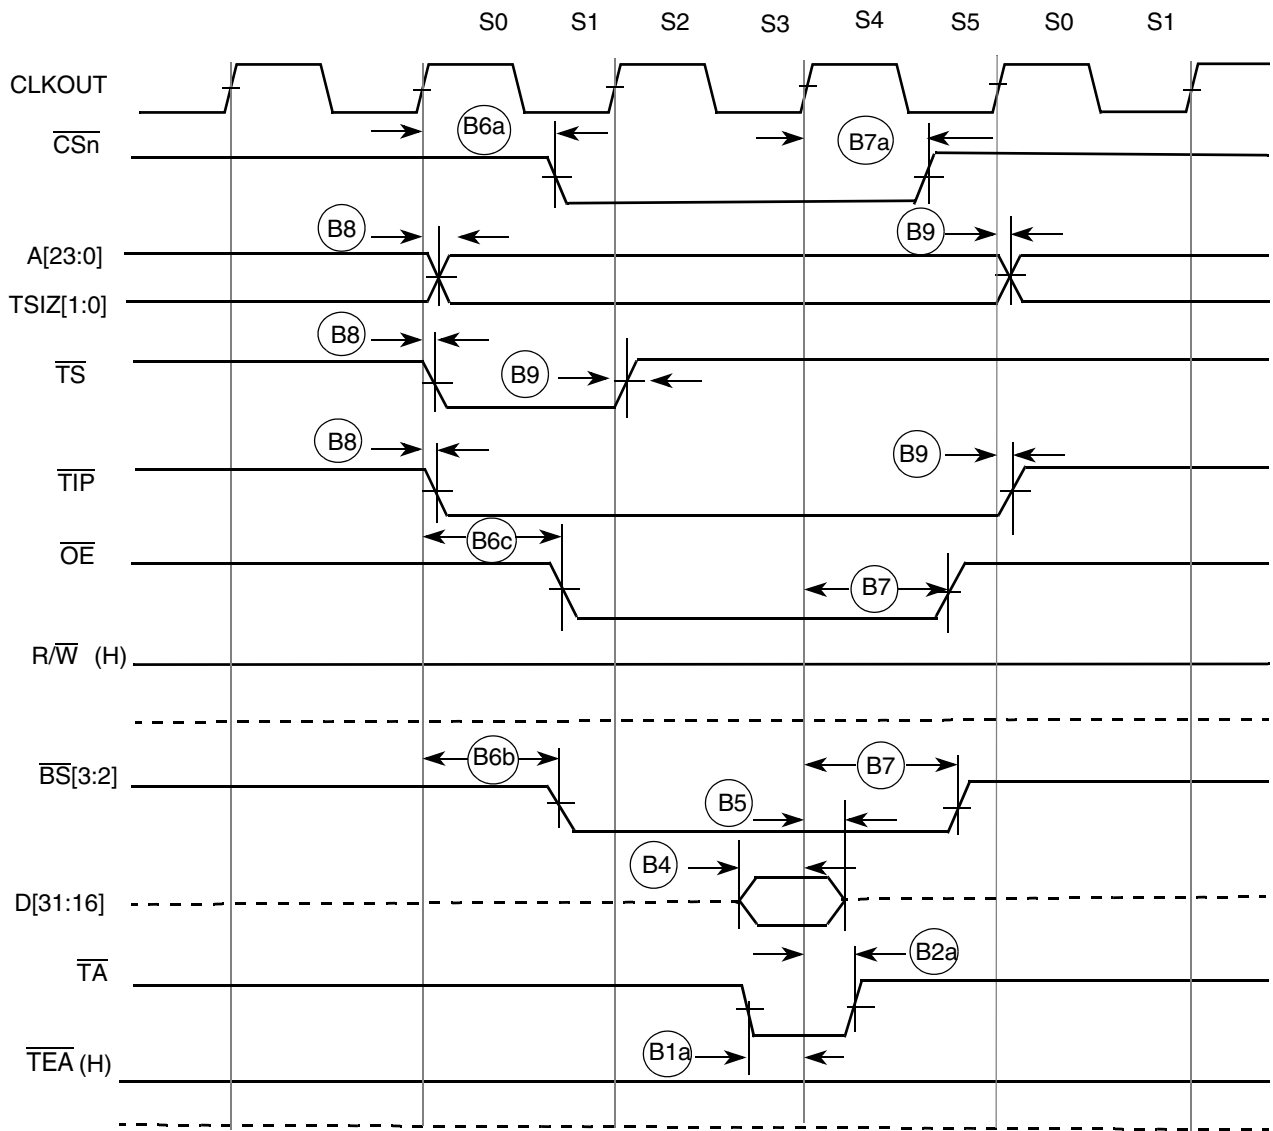 S0 S1 S2 S3 S4 S5 S0 S1
CLKOUT
B6a
B7a
CSn
B8
B9
A[23:0]
TSIZ[1:0]
B8
TS
B9
B8
B9
TIP
B6c
OE
B7
R/W (H)
B6b
B7
BS[3:2]
B5
B4
D[31:16]
B2a
TA
B1a
TEA (H)